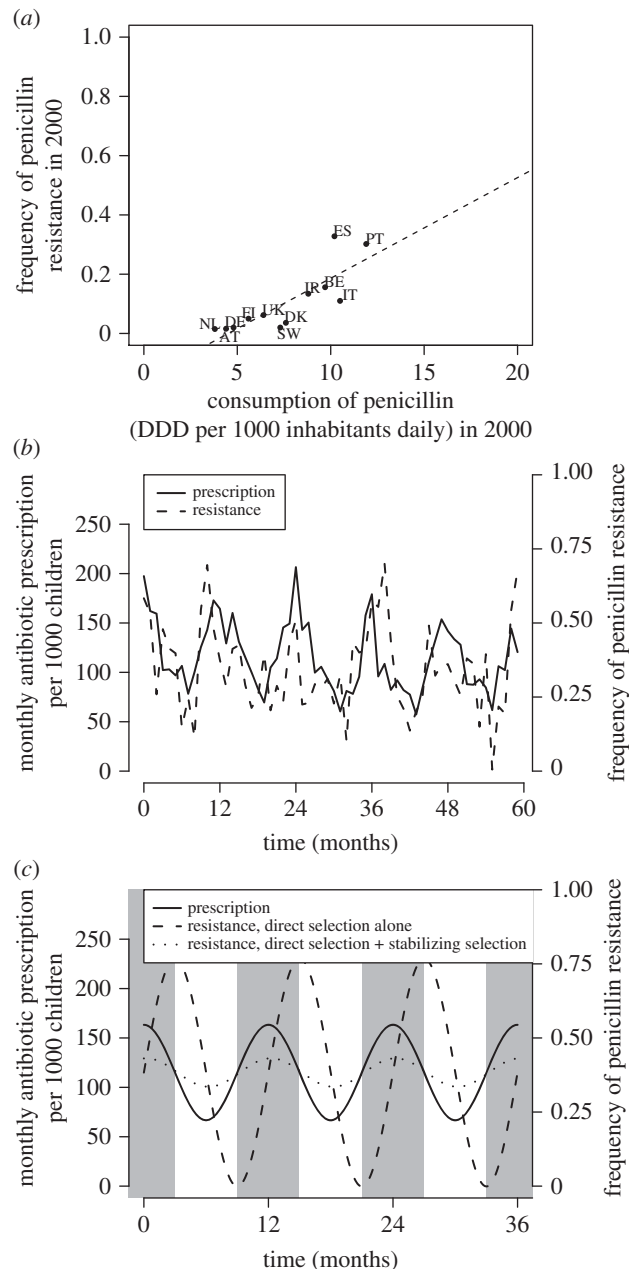 (a)
frequency of penicillin
resistance in 2000
1.0
0.8
0.6
0.4
0.2
0
ES
PT
BE
IR
IT
UK
FI
DK
DE
NL
AT
SW
0 5 10 15 20
consumption of penicillin
(DDD per 1000 inhabitants daily) in 2000
(b)
monthly antibiotic prescription
per 1000 children
250
200
150
100
50
0
prescription
resistance
1.00
0.75
0.50
0.25
0
frequency of penicillin resistance
0 12 24 36 48 60
time (months)
(c)
monthly antibiotic prescription
per 1000 children
250
200
150
100
50
0
prescription
resistance, direct selection alone
resistance, direct selection + stabilizing selection
1.00
0.75
0.50
0.25
0
frequency of penicillin resistance
0 12 24 36
time (months)